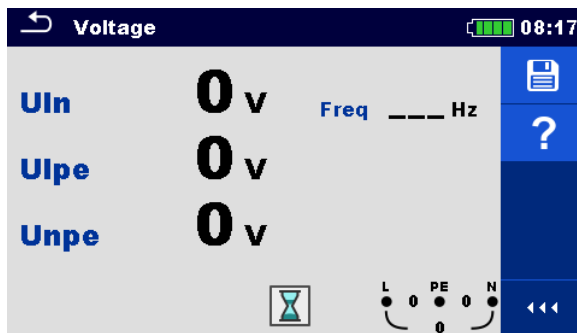 Voltage 08:17
Uln 0 V Freq ___ Hz
?
Ulpe 0 V
Unpe 0 V
L PE N
0 0
0